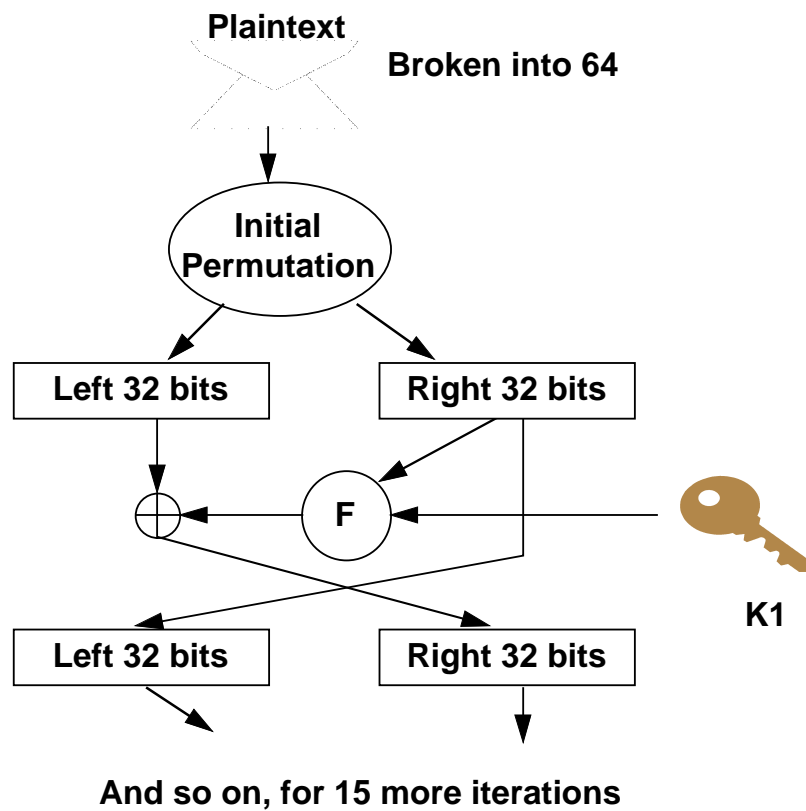 Plaintext
Broken into 64
Initial
Permutation
Left 32 bits
Right 32 bits
F
K1
Left 32 bits
Right 32 bits
And so on, for 15 more iterations